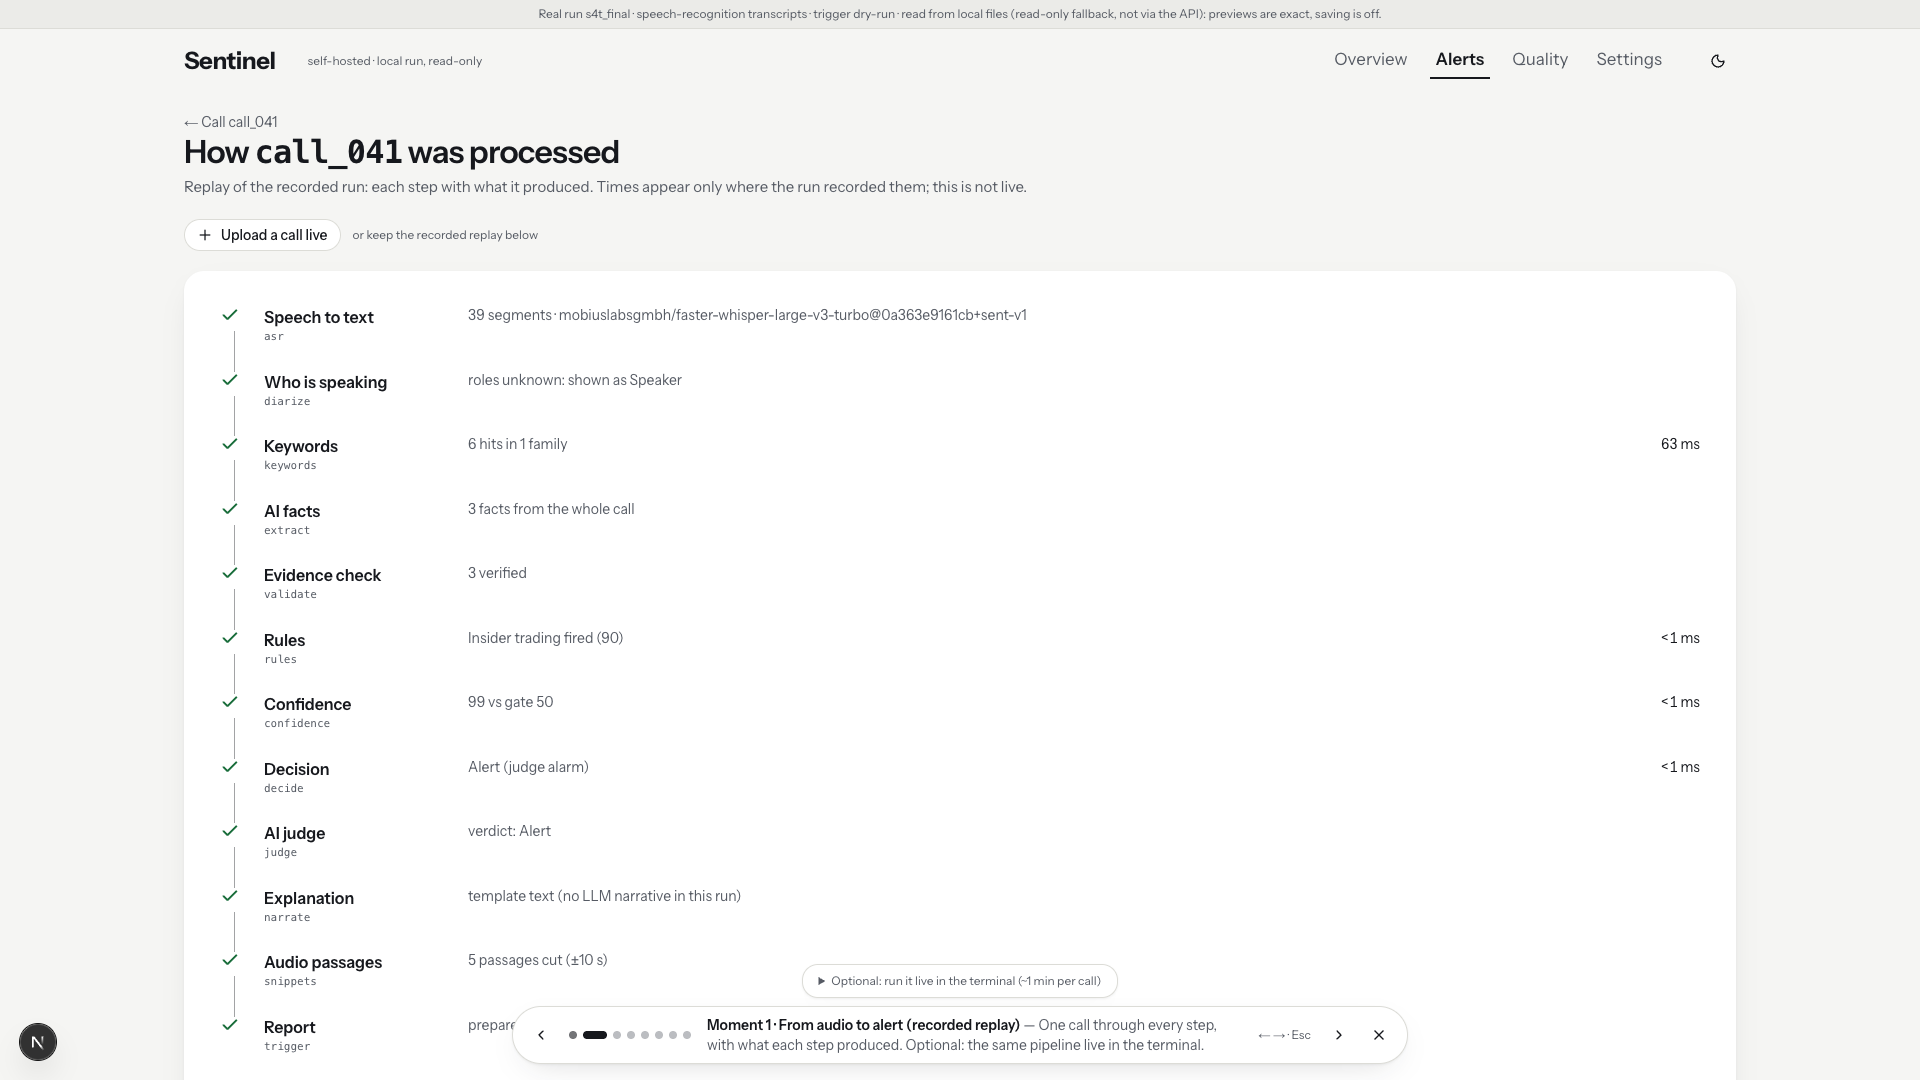 Real run s4t_final · speech-recognition transcripts · trigger dry-run · read from local files (read-only fallback, not via the API): previews are exact, saving is off.
Sentinel
self-hosted · local run, read-only
Overview
Alerts
Quality
Settings
← Call call_041
How call_041 was processed
Replay of the recorded run: each step with what it produced. Times appear only where the run recorded them; this is not live.
+ Upload a call live
or keep the recorded replay below
Speech to text
39 segments · mobiuslabsgmbh/faster-whisper-large-v3-turbo@0a363e9161cb+sent-v1
asr
Who is speaking
roles unknown: shown as Speaker
diarize
Keywords
6 hits in 1 family
63 ms
keywords
AI facts
3 facts from the whole call
extract
Evidence check
3 verified
validate
Rules
Insider trading fired (90)
<1 ms
rules
Confidence
99 vs gate 50
<1 ms
confidence
Decision
Alert (judge alarm)
<1 ms
decide
AI judge
verdict: Alert
judge
Explanation
template text (no LLM narrative in this run)
narrate
Audio passages
5 passages cut (±10 s)
snippets
▶ Optional: run it live in the terminal (~1 min per call)
Report
prepare
trigger
Moment 1 · From audio to alert (recorded replay) — One call through every step,
with what each step produced. Optional: the same pipeline live in the terminal.
← → · Esc
N